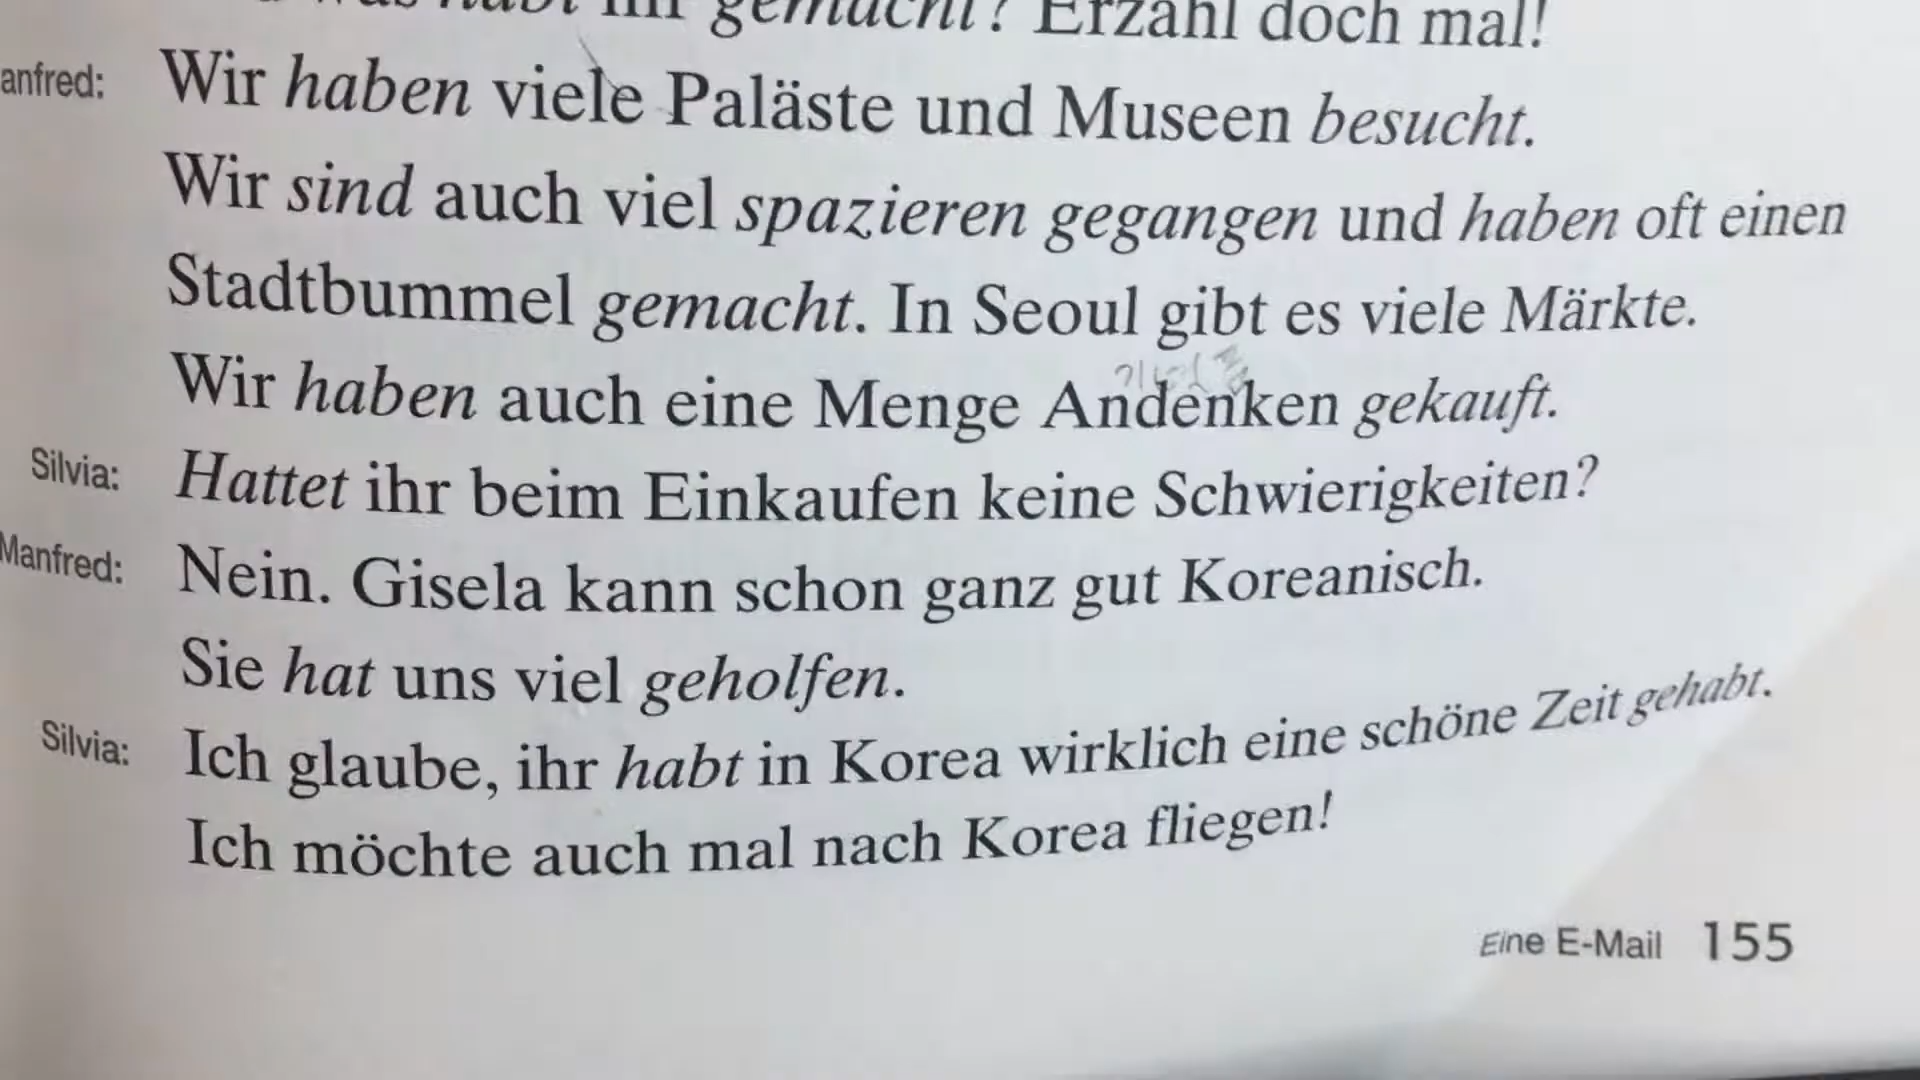 was habt ihr gemacht? Erzähl doch mal!
anfred: Wir haben viele Paläste und Museen besucht.
Wir sind auch viel spazieren gegangen und haben oft einen
Stadtbummel gemacht. In Seoul gibt es viele Märkte.
Wir haben auch eine Menge Andenken gekauft.
Silvia: Hattet ihr beim Einkaufen keine Schwierigkeiten?
Manfred: Nein. Gisela kann schon ganz gut Koreanisch.
Sie hat uns viel geholfen.
Silvia: Ich glaube, ihr habt in Korea wirklich eine schöne Zeit gehabt.
Ich möchte auch mal nach Korea fliegen!
Eine E-Mail 155